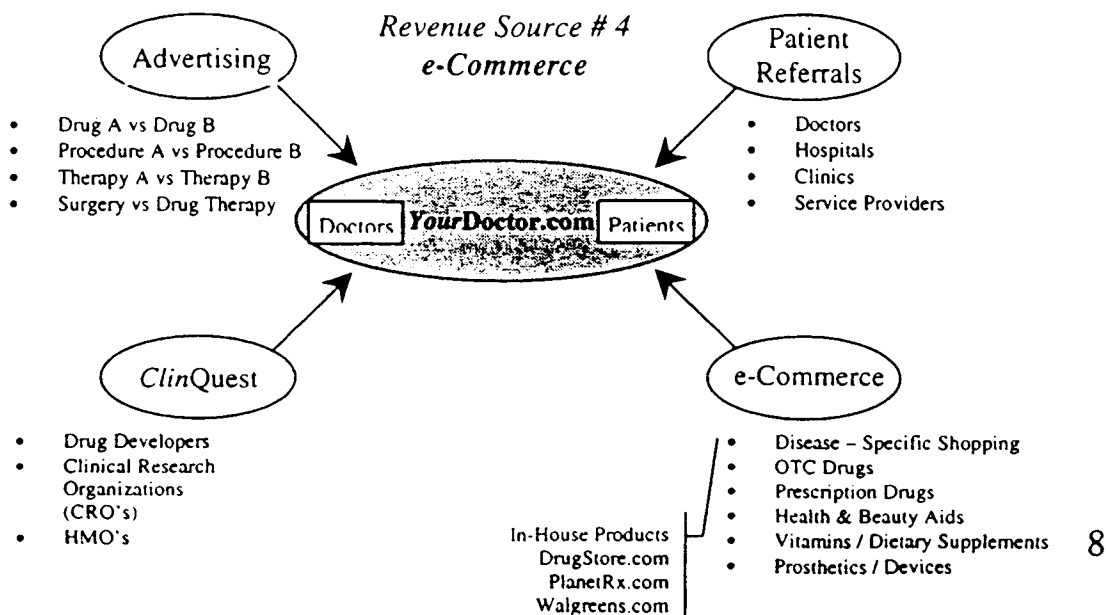 Revenue Source # 4
e-Commerce
Advertising
• Drug A vs Drug B
• Procedure A vs Procedure B
• Therapy A vs Therapy B
• Surgery vs Drug Therapy
Patient
Referrals
• Doctors
• Hospitals
• Clinics
• Service Providers
Doctors
YourDoctor.com
Patients
ClinQuest
• Drug Developers
• Clinical Research
Organizations
(CRO's)
• HMO's
e-Commerce
• Disease – Specific Shopping
• OTC Drugs
• Prescription Drugs
• Health & Beauty Aids
• Vitamins / Dietary Supplements
• Prosthetics / Devices
In-House Products
DrugStore.com
PlanetRx.com
Walgreens.com
8